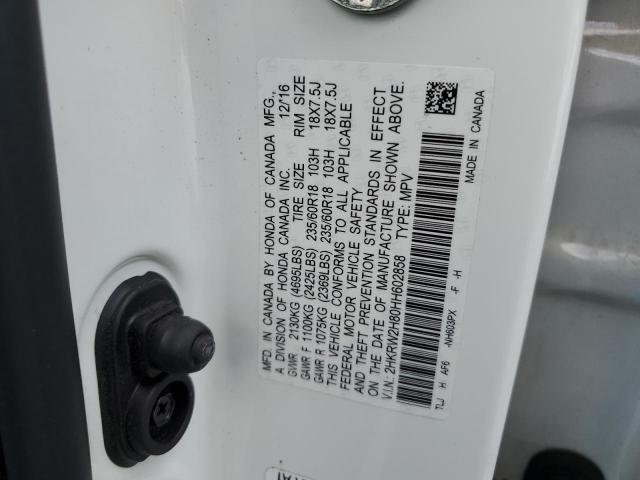 MFD. IN CANADA BY HONDA OF CANADA MFG.,
A DIVISION OF HONDA CANADA INC. 12/16
GVWR 2130KG (4695LBS) TIRE SIZE RIM SIZE
GAWR F 1100KG (2425LBS) 235/60R18 103H 18X7.5J
GAWR R 1075KG (2369LBS) 235/60R18 103H 18X7.5J
THIS VEHICLE CONFORMS TO ALL APPLICABLE
FEDERAL MOTOR VEHICLE SAFETY
AND THEFT PREVENTION STANDARDS IN EFFECT
ON THE DATE OF MANUFACTURE SHOWN ABOVE.
V.I.N.: 2HKRW2H80HH602858 TYPE: MPV
TLJ H AF6 -NH603PX -F -H
MADE IN CANADA